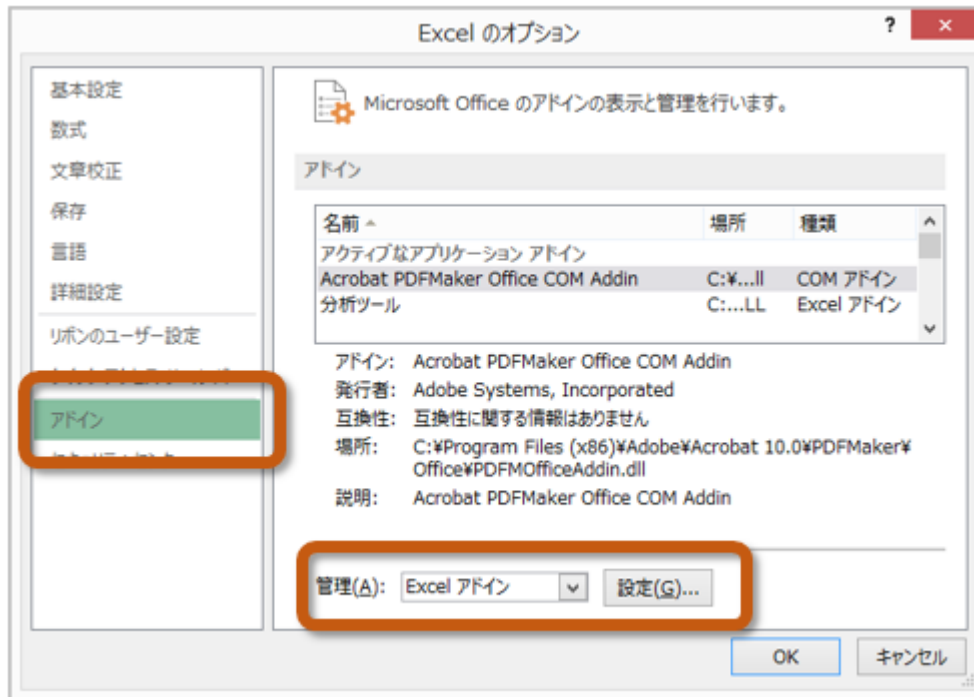 Excel のオプション
?
基本設定
数式
文章校正
保存
言語
詳細設定
リボンのユーザー設定
アドイン
Microsoft Office のアドインの表示と管理を行います。
アドイン
名前 場所 種類
アクティブなアプリケーション アドイン
Acrobat PDFMaker Office COM Addin C:¥...ll COM アドイン
分析ツール C:...LL Excel アドイン
アドイン: Acrobat PDFMaker Office COM Addin
発行者: Adobe Systems, Incorporated
互換性: 互換性に関する情報はありません
場所: C:¥Program Files (x86)¥Adobe¥Acrobat 10.0¥PDFMaker¥
Office¥PDFMOfficeAddin.dll
説明: Acrobat PDFMaker Office COM Addin
管理(A): Excel アドイン 設定(G)...
OK キャンセル